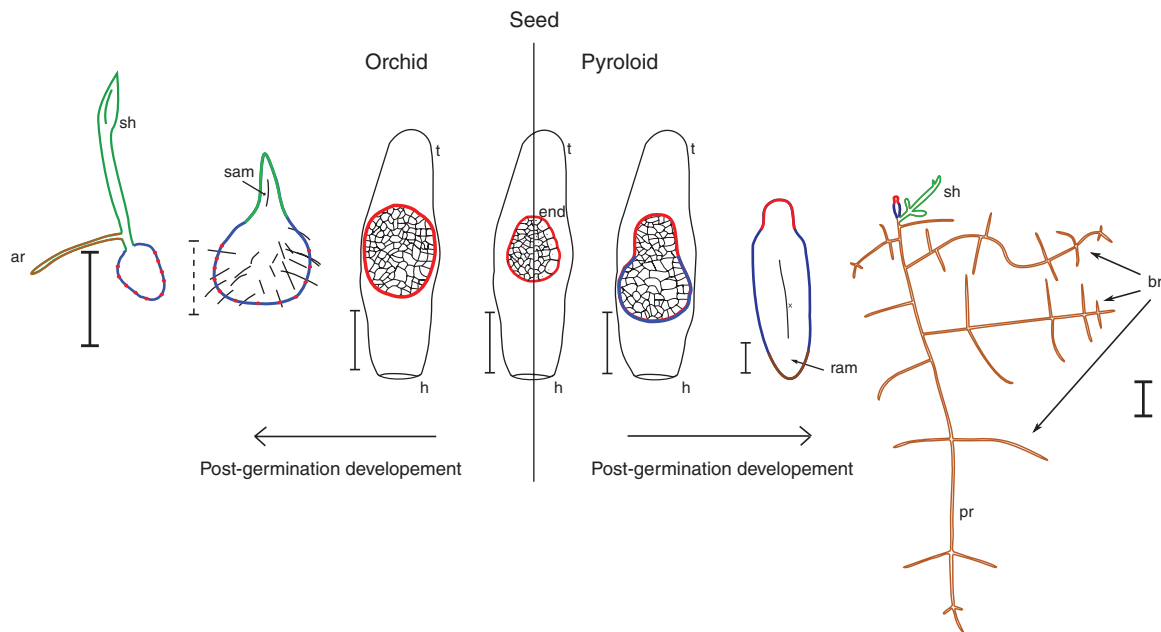 Seed
Orchid
Pyroloid
sh
t
t
t
sam
sh
end
ar
br
ram
h
h
h
x
Post-germination developement
Post-germination developement
pr